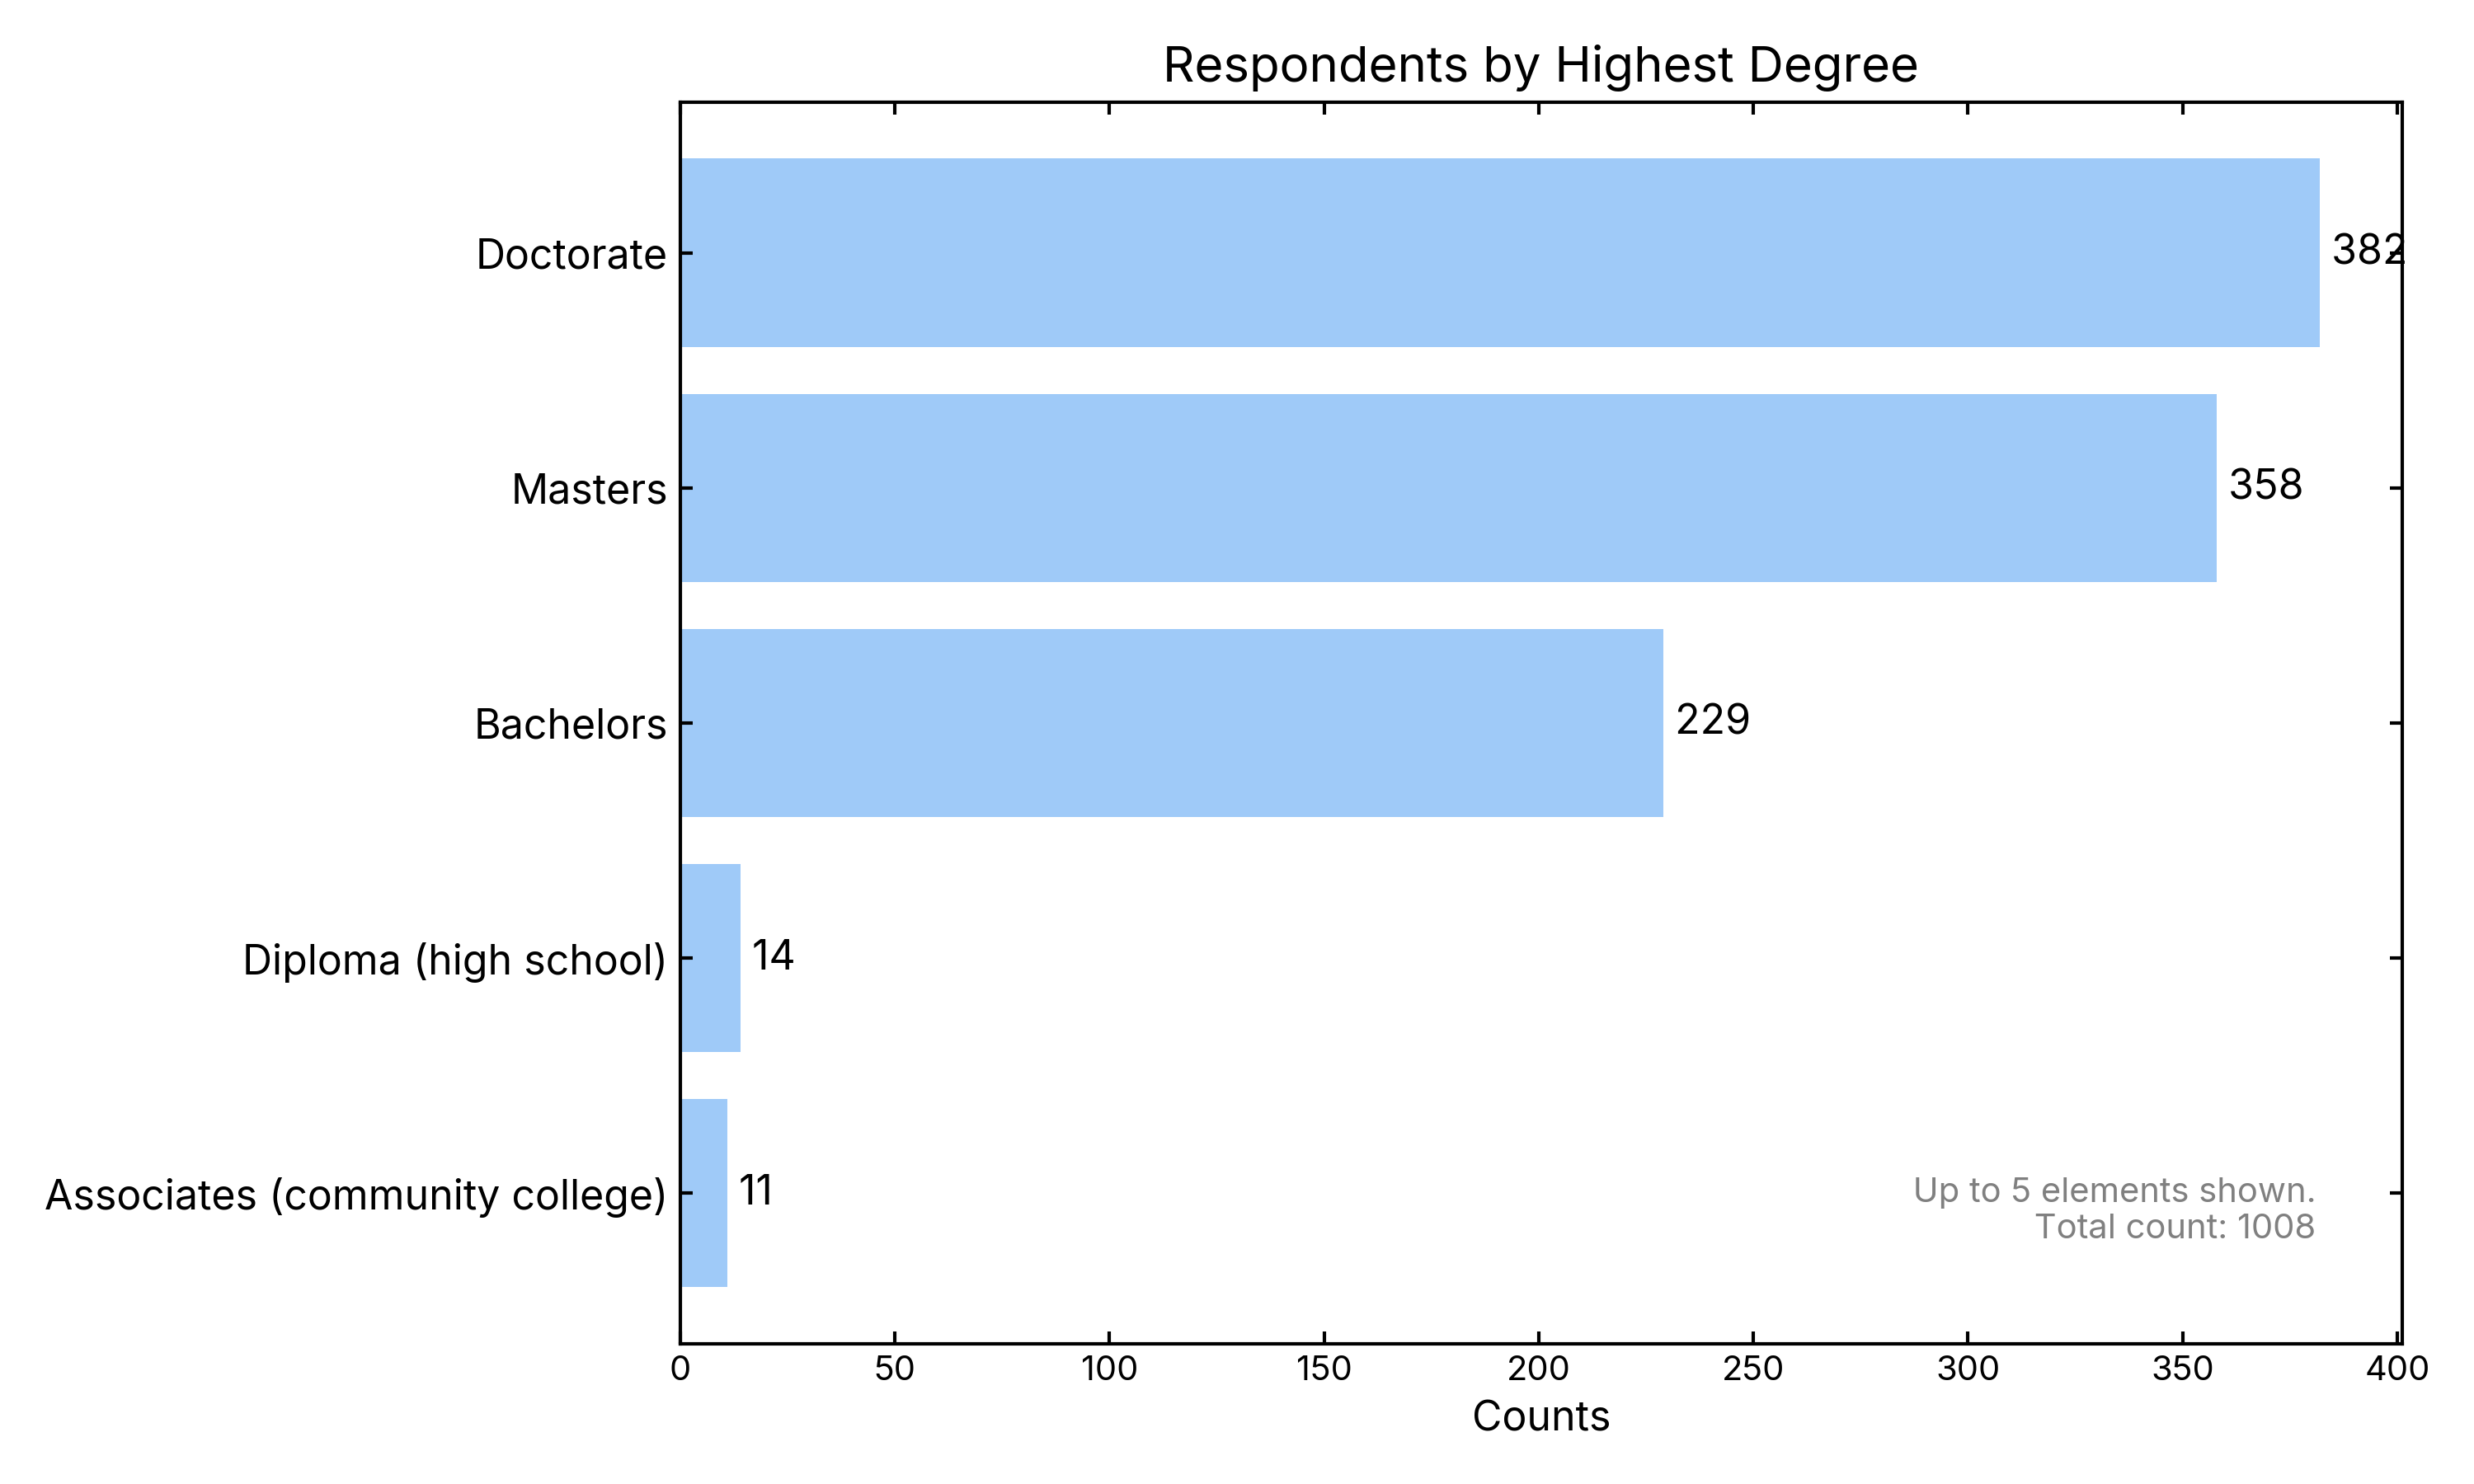 Respondents by Highest Degree
Doctorate
382
Masters
358
Bachelors
229
Diploma (high school)
14
Associates (community college)
11
Up to 5 elements shown.
Total count: 1008
0 50 100 150 200 250 300 350 400
Counts